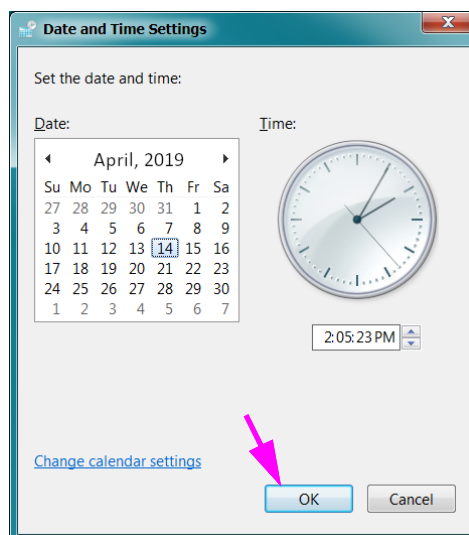 Date and Time Settings
X
Set the date and time:
Date:
Time:
April, 2019
Su Mo Tu We Th Fr Sa
27 28 29 30 31 1 2
3 4 5 6 7 8 9
10 11 12 13 14 15 16
17 18 19 20 21 22 23
24 25 26 27 28 29 30
1 2 3 4 5 6 7
2:05:23 PM
Change calendar settings
OK
Cancel